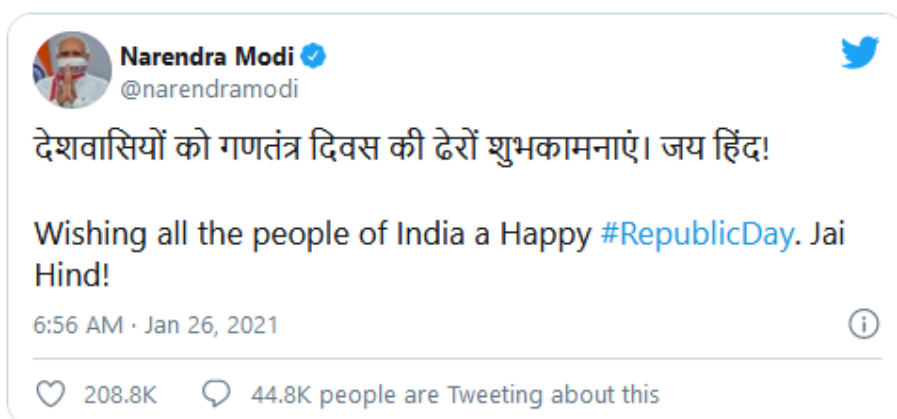 Narendra Modi
@narendramodi
देशवासियों को गणतंत्र दिवस की ढेरों शुभकामनाएं। जय हिंद!
Wishing all the people of India a Happy #RepublicDay. Jai
Hind!
6:56 AM · Jan 26, 2021
208.8K 44.8K people are Tweeting about this